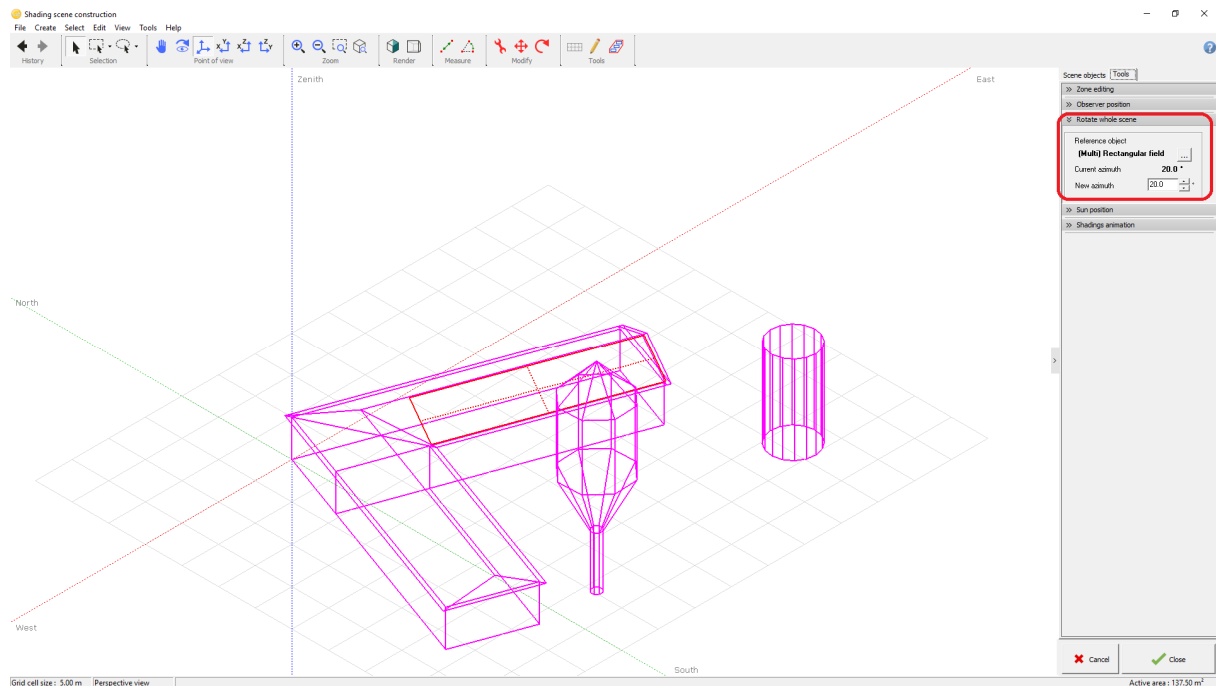 Shading scene construction
File Create Select Edit View Tools Help
History Selection Point of view Zoom Render Measure Modify Tools
Zenith
East
North
West
South
Scene objects Tools
Zone editing
Observer position
Rotate whole scene
Reference object
(Multi) Rectangular field ...
Current azimuth 20.0 °
New azimuth 20.0 °
Sun position
Shadings animation
Cancel Close
Grid cell size : 5.00 m Perspective view Active area : 137.50 m²